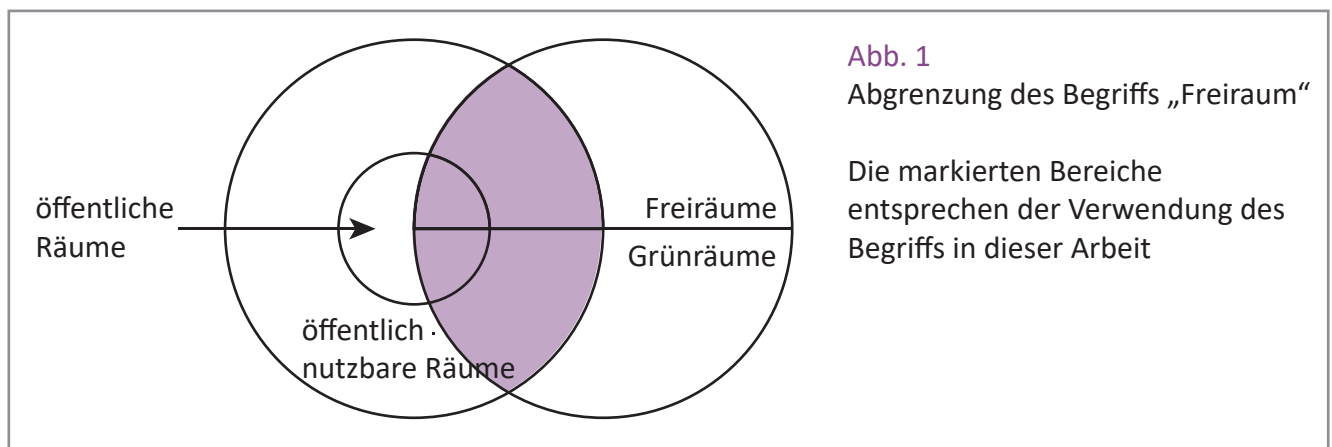 Abb. 1
Abgrenzung des Begriffs „Freiraum“
Die markierten Bereiche
entsprechen der Verwendung des
Begriffs in dieser Arbeit
öffentliche
Räume
Freiräume
Grünräume
öffentlich
nutzbare Räume